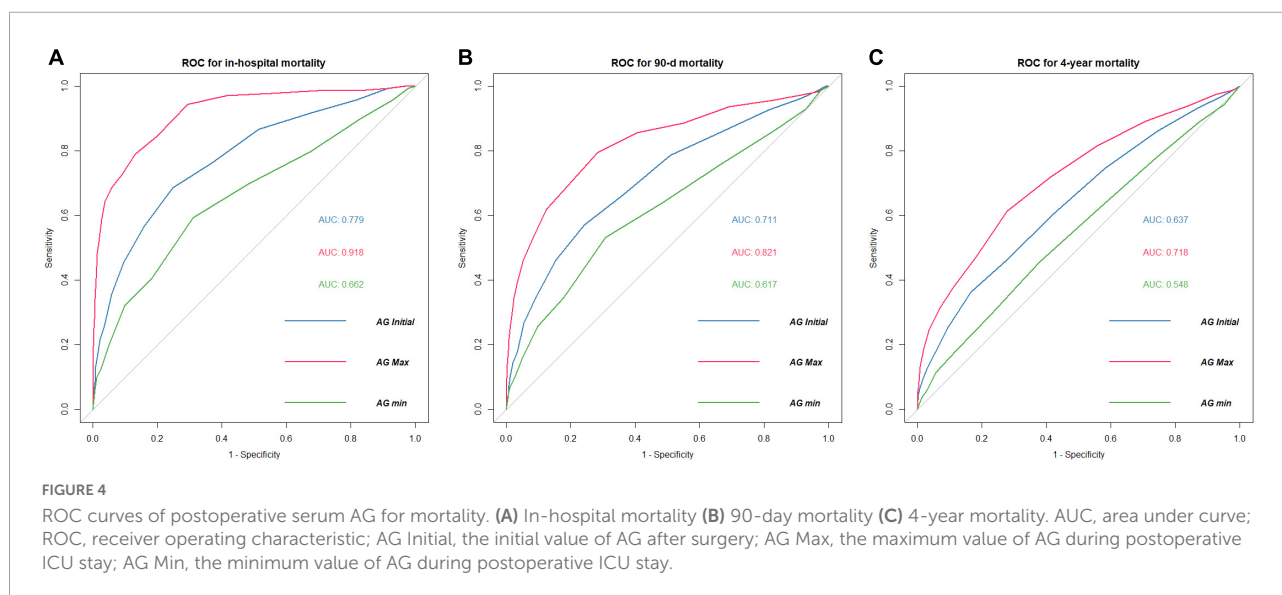 A
ROC for in-hospital mortality
Sensitivity
1.0
0.8
0.6
0.4
0.2
0.0
AUC: 0.779
AUC: 0.918
AUC: 0.662
AG Initial
AG Max
AG min
0.0 0.2 0.4 0.6 0.8 1.0
1 - Specificity
B
ROC for 90-d mortality
Sensitivity
1.0
0.8
0.6
0.4
0.2
0.0
AUC: 0.711
AUC: 0.821
AUC: 0.617
AG Initial
AG Max
AG min
0.0 0.2 0.4 0.6 0.8 1.0
1 - Specificity
C
ROC for 4-year mortality
Sensitivity
1.0
0.8
0.6
0.4
0.2
0.0
AUC: 0.637
AUC: 0.718
AUC: 0.548
AG Initial
AG Max
AG min
0.0 0.2 0.4 0.6 0.8 1.0
1 - Specificity
FIGURE 4
ROC curves of postoperative serum AG for mortality. (A) In-hospital mortality (B) 90-day mortality (C) 4-year mortality. AUC, area under curve;
ROC, receiver operating characteristic; AG Initial, the initial value of AG after surgery; AG Max, the maximum value of AG during postoperative
ICU stay; AG Min, the minimum value of AG during postoperative ICU stay.